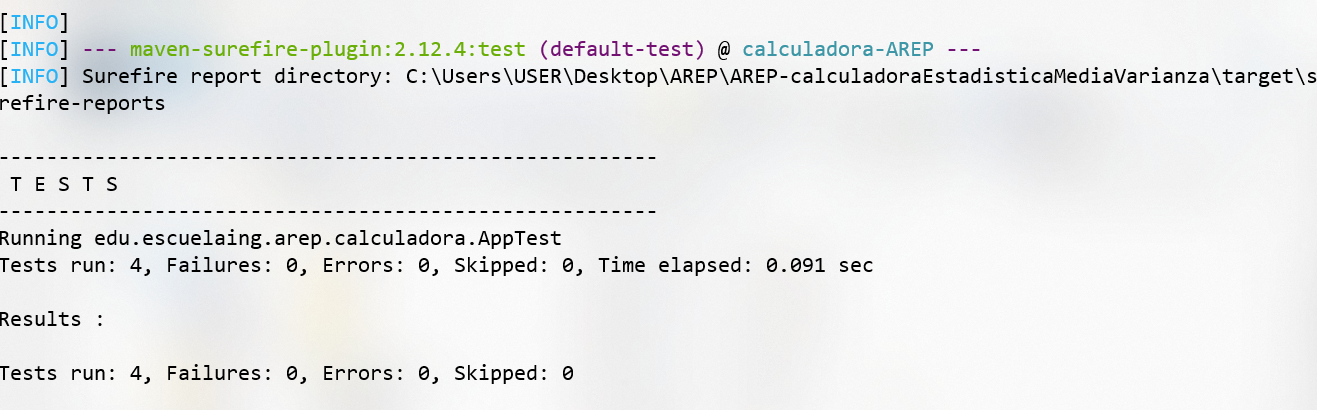 [INFO]
[INFO] --- maven-surefire-plugin:2.12.4:test (default-test) @ calculadora-AREP ---
[INFO] Surefire report directory: C:\Users\USER\Desktop\AREP\AREP-calculadoraEstadisticaMediaVarianza\target\s
refire-reports
-------------------------------------------------------
 T E S T S
-------------------------------------------------------
Running edu.escuelaing.arep.calculadora.AppTest
Tests run: 4, Failures: 0, Errors: 0, Skipped: 0, Time elapsed: 0.091 sec
Results :
Tests run: 4, Failures: 0, Errors: 0, Skipped: 0